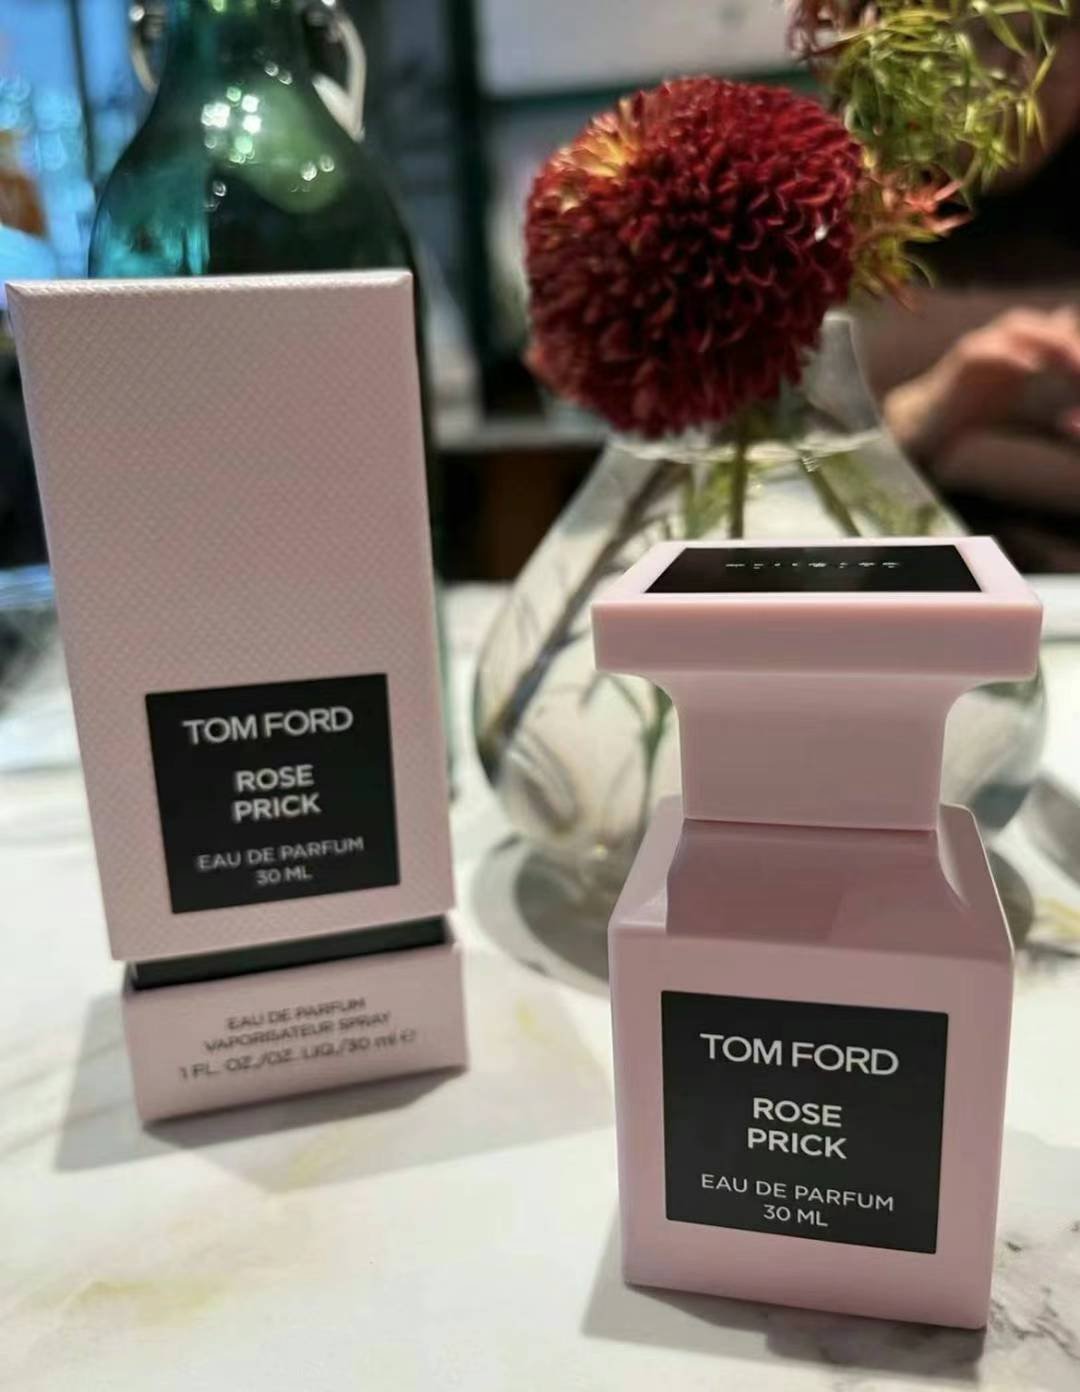 TOM FORD
ROSE
PRICK
EAU DE PARFUM
30 ML
EAU DE PARFUM
VAPORISATEUR SPRAY
1 FL. OZ./OZ. LIQ./30 ml e
TOM FORD
ROSE
PRICK
EAU DE PARFUM
30 ML